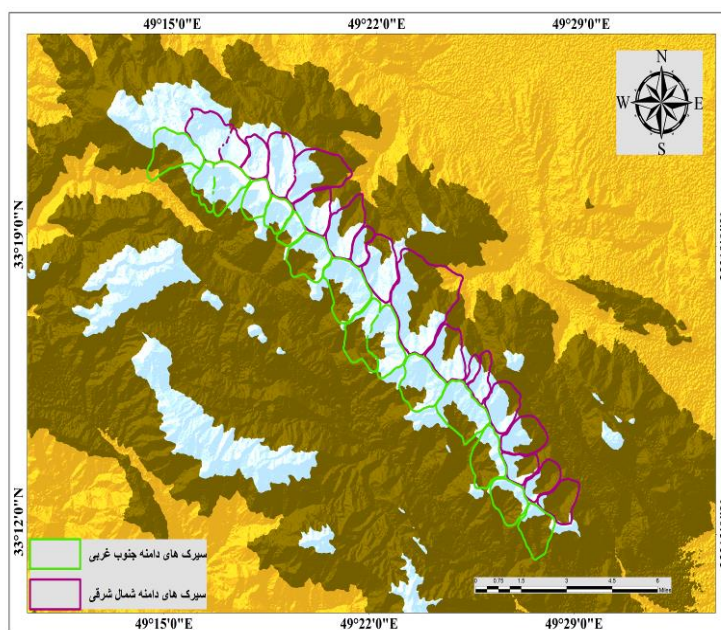 49°15'0"E 49°22'0"E 49°29'0"E
N
W E
S
33°19'0"N
33°12'0"N
سیرک های دامنه جنوب غربی
سیرک های دامنه شمال شرقی
0 0.75 1.5 3 4.5 6
Miles
49°15'0"E 49°22'0"E 49°29'0"E